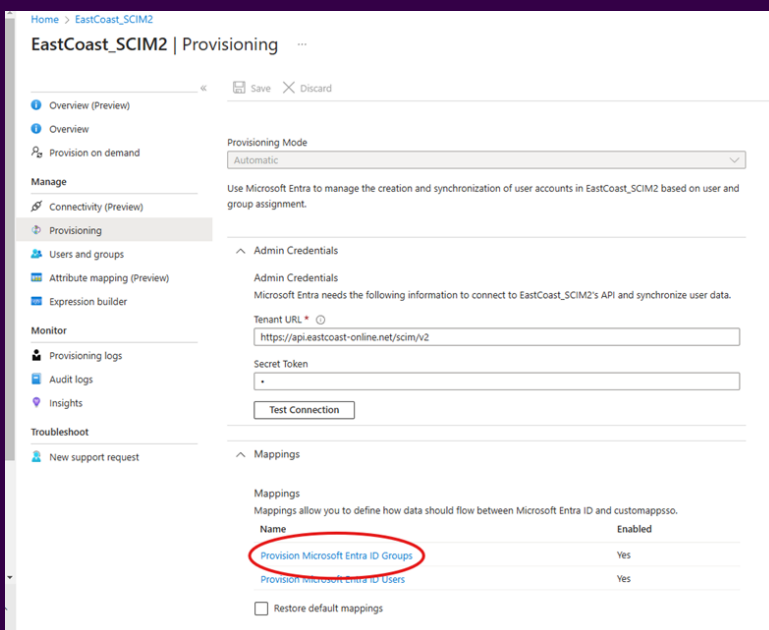 Home > EastCoast_SCIM2
EastCoast_SCIM2 | Provisioning ...
«
Save Discard
Overview (Preview)
Overview
Provision on demand
Manage
Connectivity (Preview)
Provisioning
Users and groups
Attribute mapping (Preview)
Expression builder
Monitor
Provisioning logs
Audit logs
Insights
Troubleshoot
New support request
Provisioning Mode
Automatic
Use Microsoft Entra to manage the creation and synchronization of user accounts in EastCoast_SCIM2 based on user and
group assignment.
Admin Credentials
Admin Credentials
Microsoft Entra needs the following information to connect to EastCoast_SCIM2's API and synchronize user data.
Tenant URL *
https://api.eastcoast-online.net/scim/v2
Secret Token
•
Test Connection
Mappings
Mappings
Mappings allow you to define how data should flow between Microsoft Entra ID and customappsso.
Name Enabled
Provision Microsoft Entra ID Groups Yes
Provision Microsoft Entra ID Users Yes
Restore default mappings